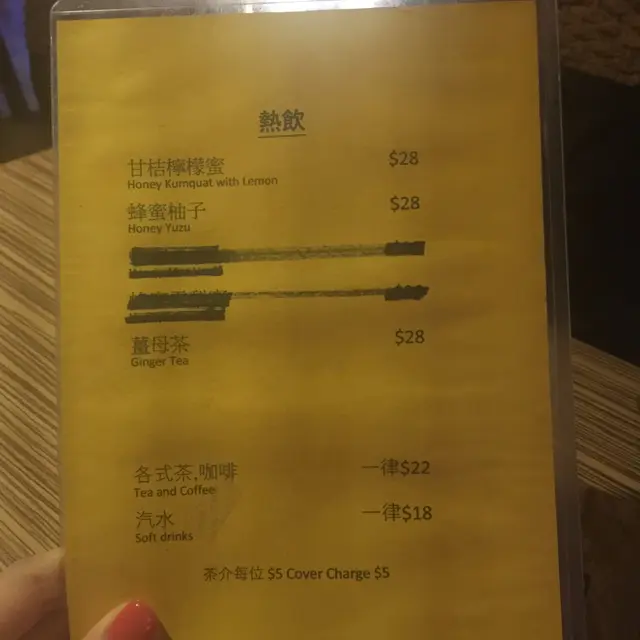 熱飲
甘桔檸檬蜜 $28
Honey Kumquat with Lemon
蜂蜜柚子 $28
Honey Yuzu
薑母茶 $28
Ginger Tea
各式茶,咖啡 一律$22
Tea and Coffee
汽水 一律$18
Soft drinks
茶介每位 $5 Cover Charge $5